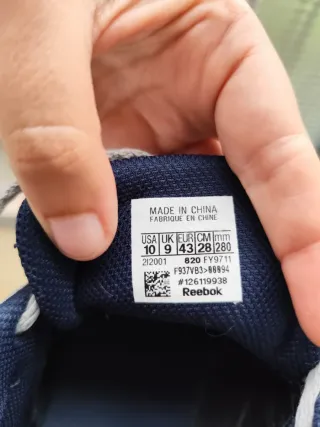 MADE IN CHINA
FABRIQUE EN CHINE
USA UK EUR CM mm
10 9 43 28 280
2I2001 820 FY9711
F937VB3>00094
#126119938
Reebok